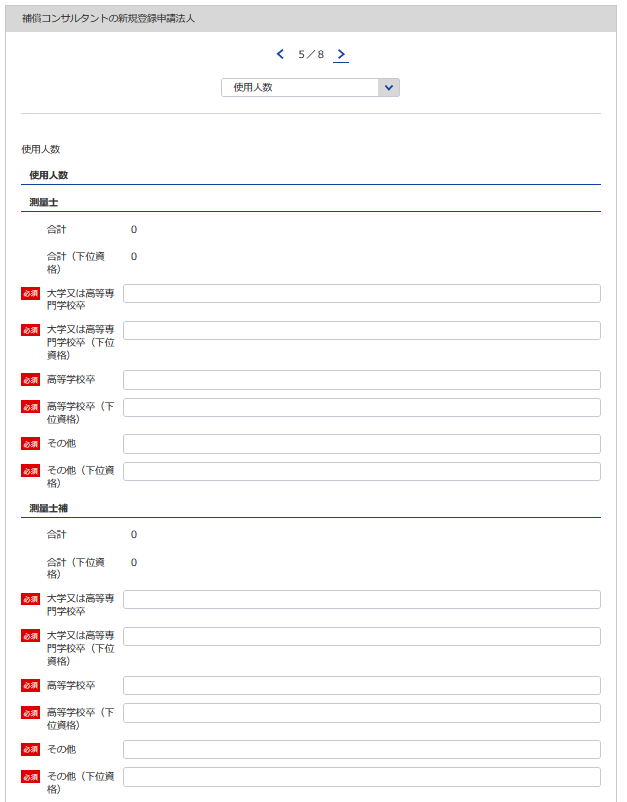 補償コンサルタントの新規登録申請法人
5／8
使用人数
使用人数
使用人数
測量士
合計 0
合計（下位資
格） 0
必須 大学又は高等専
門学校卒
必須 大学又は高等専
門学校卒（下位
資格）
必須 高等学校卒
必須 高等学校卒（下
位資格）
必須 その他
必須 その他（下位資
格）
測量士補
合計 0
合計（下位資
格） 0
必須 大学又は高等専
門学校卒
必須 大学又は高等専
門学校卒（下位
資格）
必須 高等学校卒
必須 高等学校卒（下
位資格）
必須 その他
必須 その他（下位資
格）